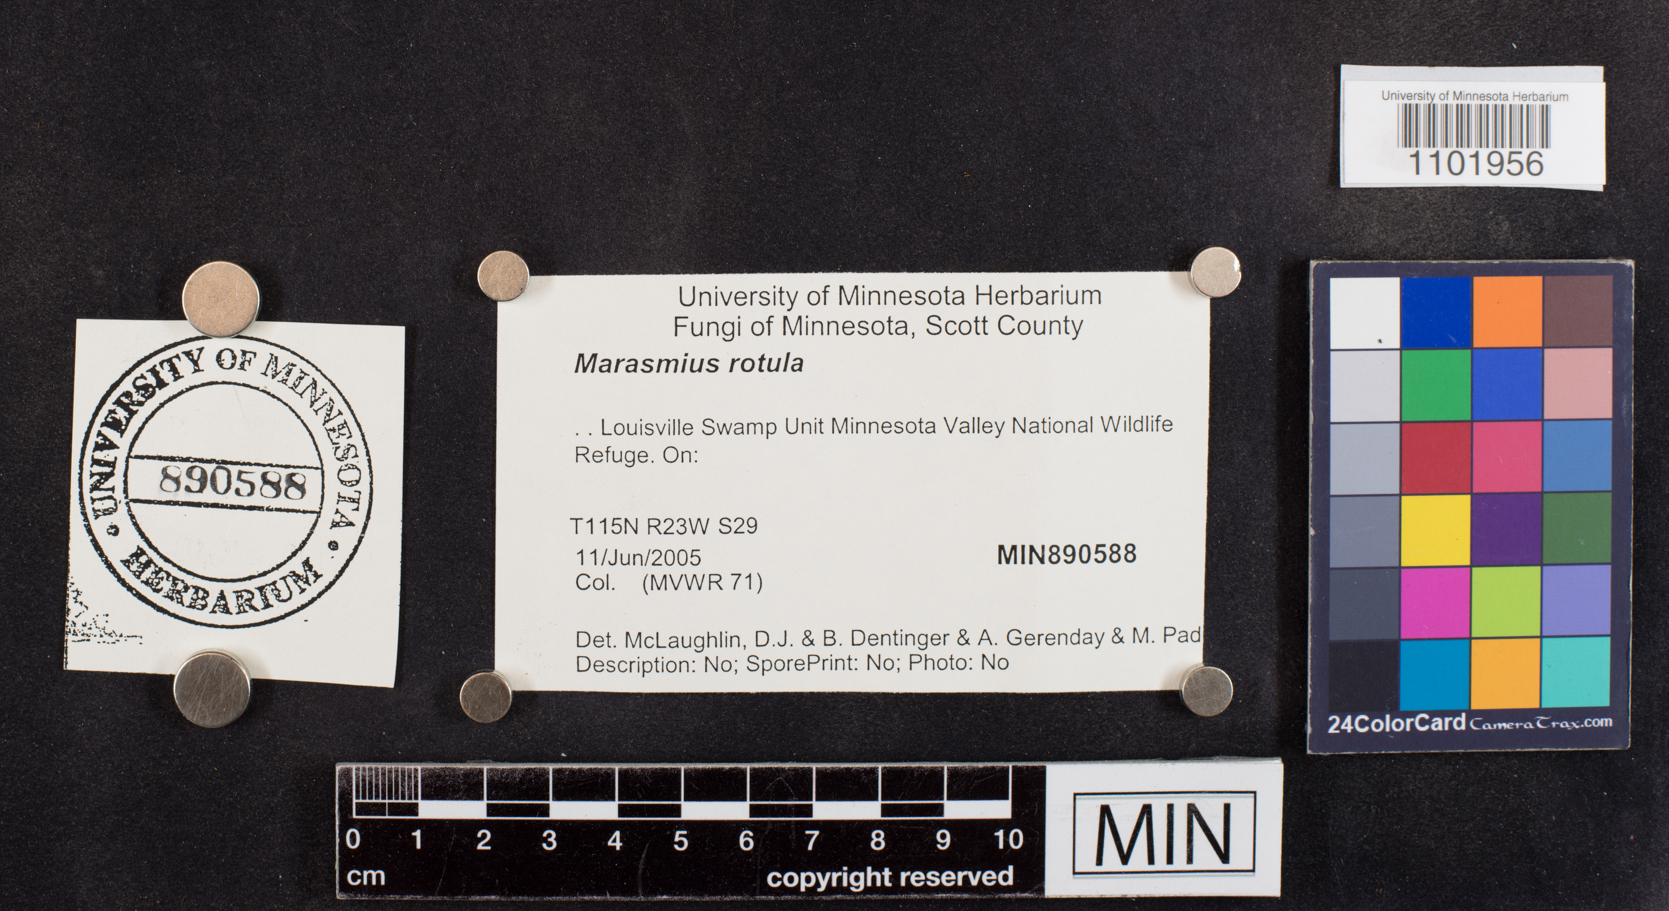 University of Minnesota Herbarium
1101956
UNIVERSITY OF MINNESOTA
890588
HERBARIUM
University of Minnesota Herbarium
Fungi of Minnesota, Scott County
Marasmius rotula
. . Louisville Swamp Unit Minnesota Valley National Wildlife
Refuge. On:
T115N R23W S29
11/Jun/2005
MIN890588
Col. (MVWR 71)
Det. McLaughlin, D.J. & B. Dentinger & A. Gerenday & M. Pad
Description: No; SporePrint: No; Photo: No
24ColorCard CameraTrax.com
0 1 2 3 4 5 6 7 8 9 10
cm
copyright reserved
MIN